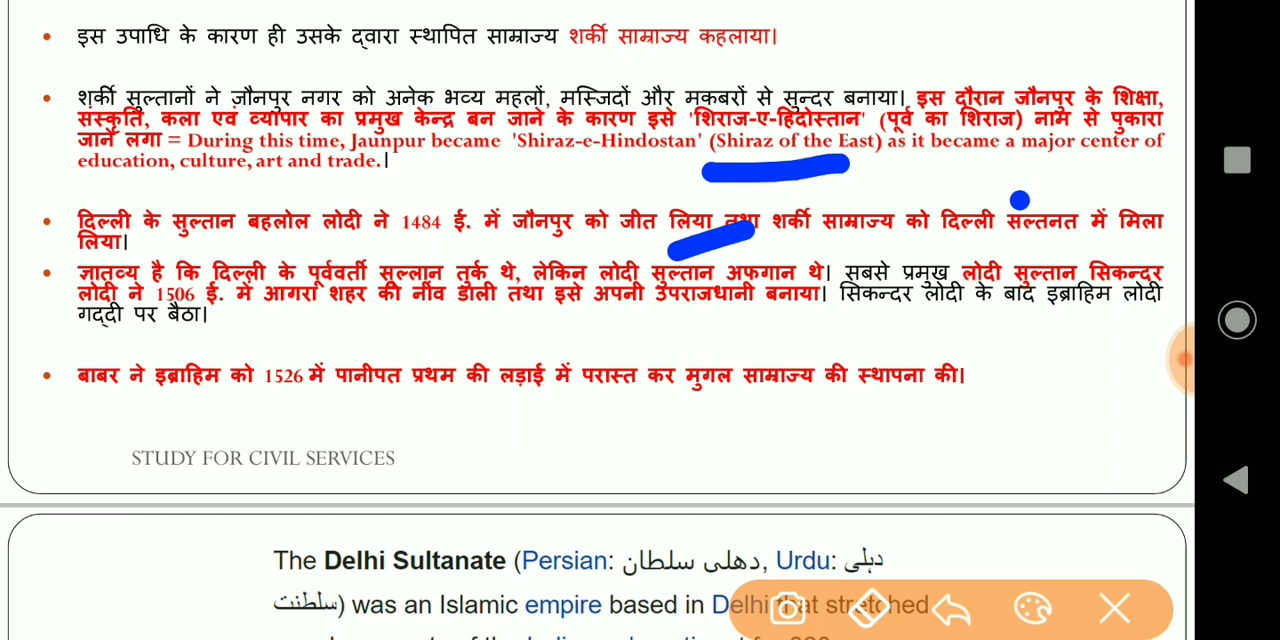 • इस उपाधि के कारण ही उसके द्वारा स्थापित साम्राज्य शर्की साम्राज्य कहलाया।
• शर्की सुल्तानों ने जौनपुर नगर को अनेक भव्य महलों, मस्जिदों और मकबरों से सुन्दर बनाया। इस दौरान जौनपुर के शिक्षा,
संस्कृति, कला एवं व्यापार का प्रमुख केन्द्र बन जाने के कारण इसे 'शिराज-ए-हिदोस्तान' (पूर्व का शिराज) नाम से पुकारा
जाने लगा = During this time, Jaunpur became 'Shiraz-e-Hindostan' (Shiraz of the East) as it became a major center of
education, culture, art and trade.|
• दिल्ली के सुल्तान बहलोल लोदी ने 1484 ई. में जौनपुर को जीत लिया तथा शर्की साम्राज्य को दिल्ली सल्तनत में मिला
लिया।
• ज्ञातव्य है कि दिल्ली के पूर्ववर्ती सुल्लान तुर्क थे, लेकिन लोदी सुल्तान अफगान थे। सबसे प्रमुख लोदी सुल्तान सिकन्दर
लोदी ने 1506 ई. में आगरा शहर की नींव डाली तथा इसे अपनी उपराजधानी बनाया। सिकन्दर लोदी के बाद इब्राहिम लोदी
गद्दी पर बैठा।
• बाबर ने इब्राहिम को 1526 में पानीपत प्रथम की लड़ाई में परास्त कर मुगल साम्राज्य की स्थापना की।
STUDY FOR CIVIL SERVICES
The Delhi Sultanate (Persian: دهلی سلطان, Urdu: دہلی
سلطنت) was an Islamic empire based in Delhi that stretched